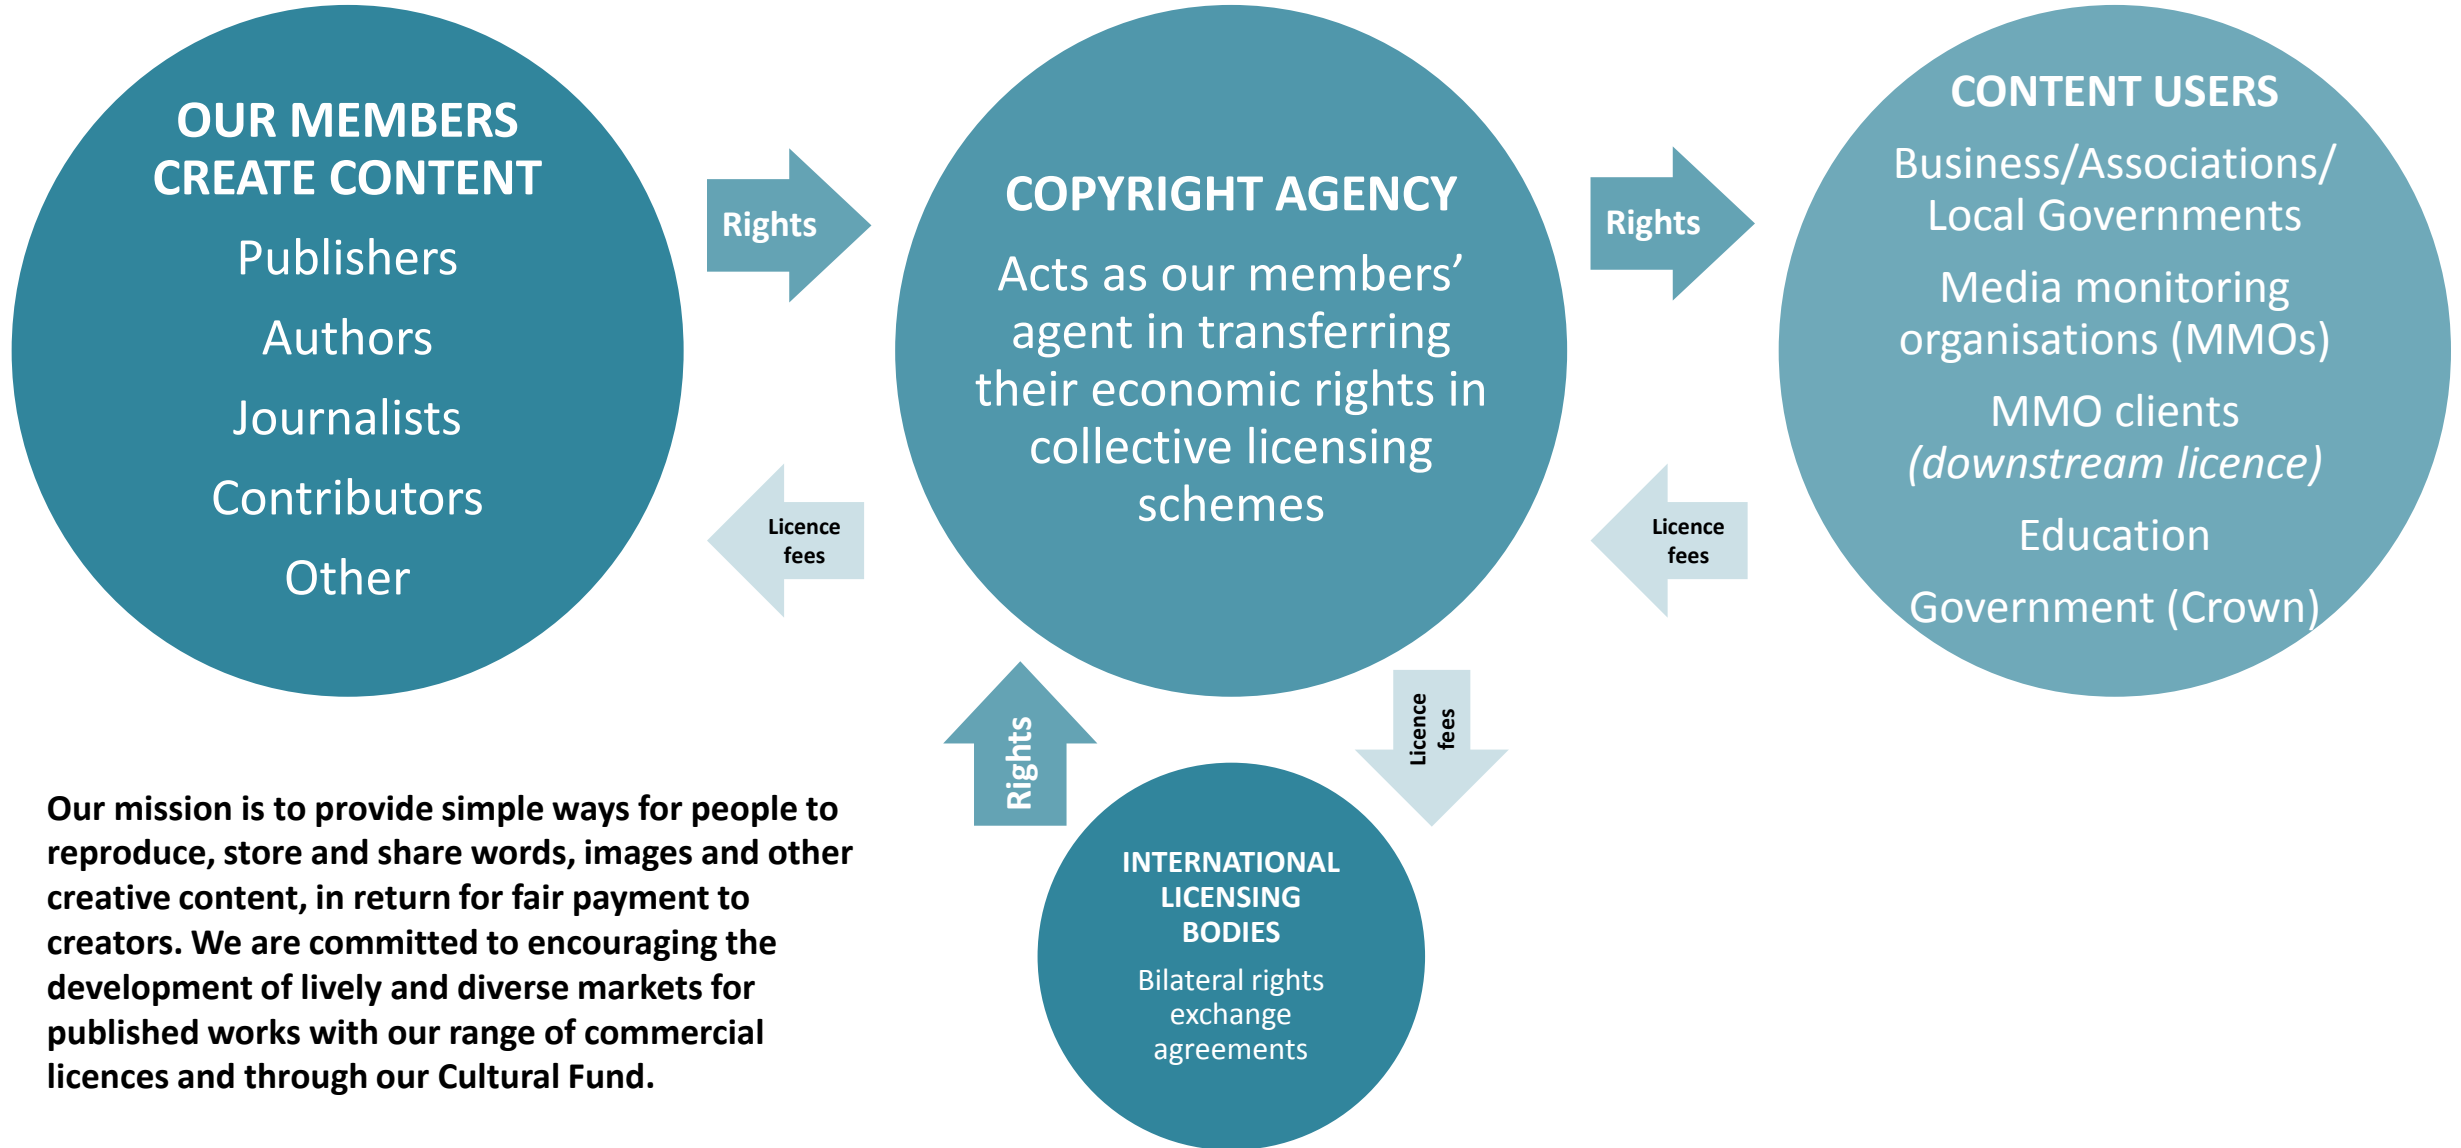 OUR MEMBERS
CREATE CONTENT
Publishers
Authors
Journalists
Contributors
Other
Rights
Licence
fees
COPYRIGHT AGENCY
Acts as our members’
agent in transferring
their economic rights in
collective licensing
schemes
Rights
Licence
fees
CONTENT USERS
Business/Associations/
Local Governments
Media monitoring
organisations (MMOs)
MMO clients
(downstream licence)
Education
Government (Crown)
Rights
Licence
fees
INTERNATIONAL
LICENSING
BODIES
Bilateral rights
exchange
agreements
Our mission is to provide simple ways for people to
reproduce, store and share words, images and other
creative content, in return for fair payment to
creators. We are committed to encouraging the
development of lively and diverse markets for
published works with our range of commercial
licences and through our Cultural Fund.